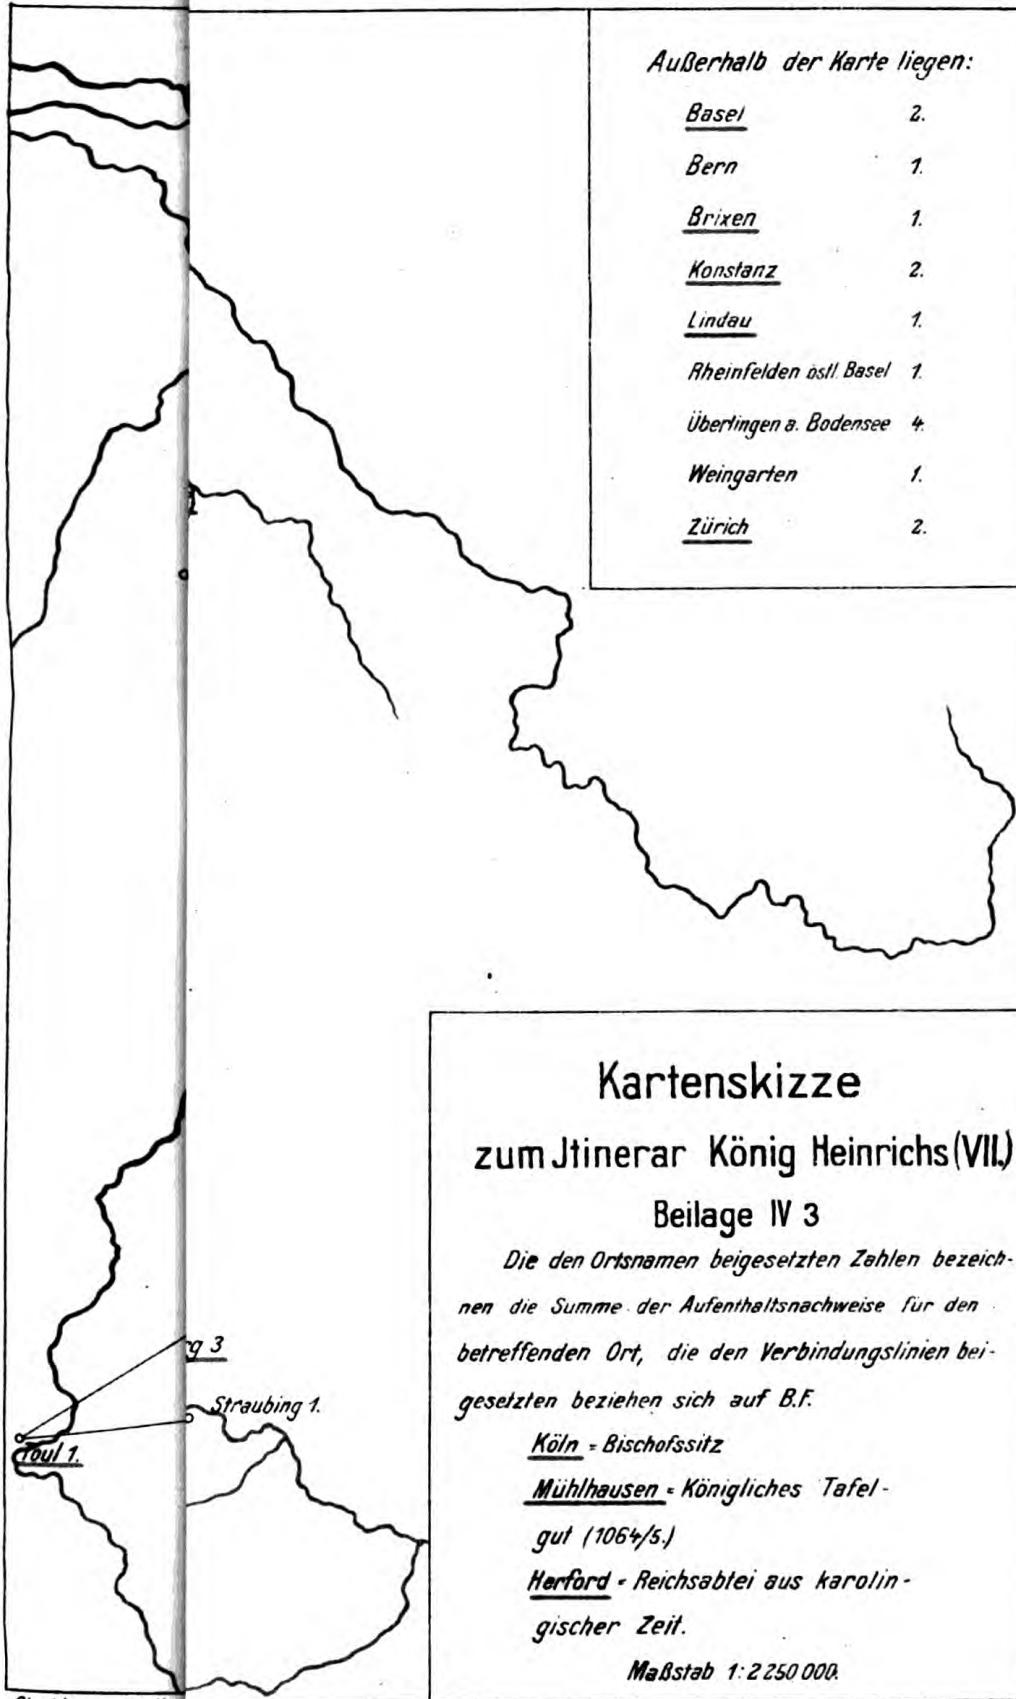 Außerhalb der Karte liegen:
Basel 2.
Bern 1.
Brixen 1.
Konstanz 2.
Lindau 1.
Rheinfelden östl. Basel 1.
Überlingen a. Bodensee 4.
Weingarten 1.
Zürich 2.
Kartenskizze
zum Jtinerar König Heinrichs (VII.)
Beilage IV 3
Die den Ortsnamen beigesetzten Zahlen bezeich-
nen die Summe der Aufenthaltsnachweise für den
betreffenden Ort, die den Verbindungslinien bei-
gesetzten beziehen sich auf B.F.
Köln = Bischofssitz
Mühlhausen = Königliches Tafel-
gut (1064/5.)
Herford = Reichsabtei aus karolin-
gischer Zeit.
Maßstab 1:2 250 000.
g 3
Straubing 1.
Toul 1.